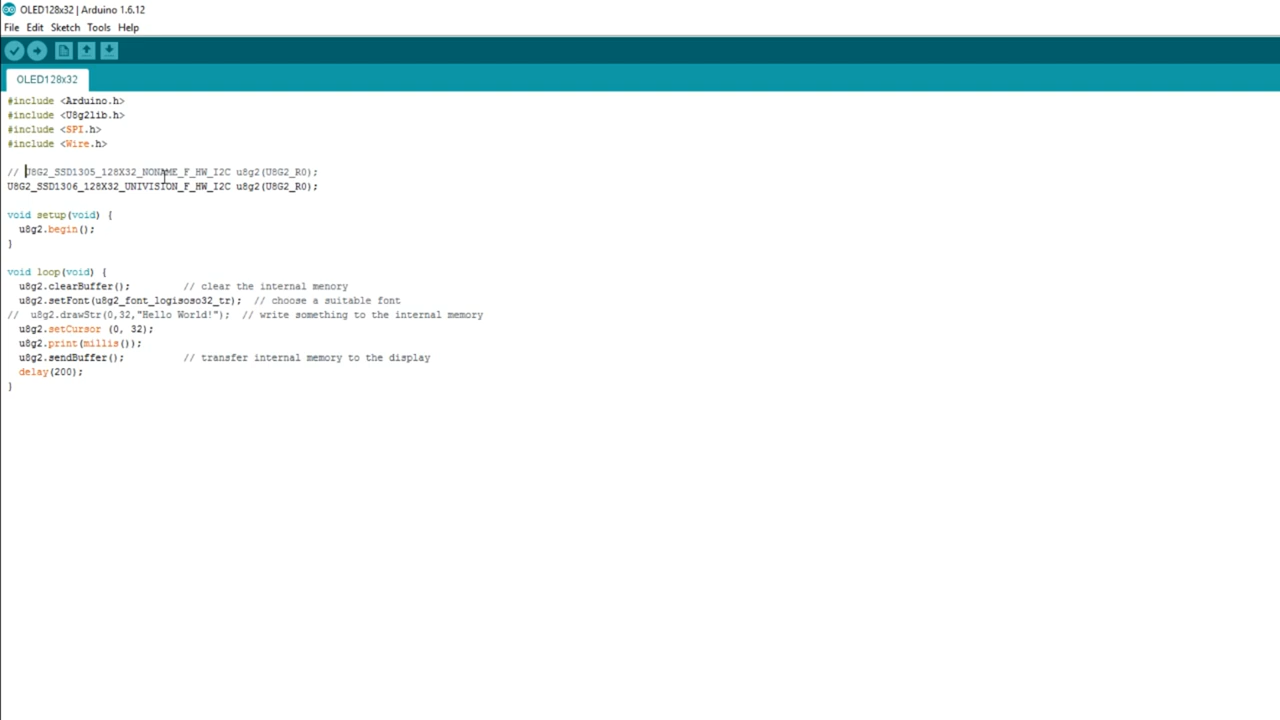 OLED128x32 | Arduino 1.6.12
File Edit Sketch Tools Help
OLED128x32
#include <Arduino.h>
#include <U8g2lib.h>
#include <SPI.h>
#include <Wire.h>
// U8G2_SSD1305_128X32_NONAME_F_HW_I2C u8g2(U8G2_R0);
U8G2_SSD1306_128X32_UNIVISION_F_HW_I2C u8g2(U8G2_R0);
void setup(void) {
u8g2.begin();
}
void loop(void) {
u8g2.clearBuffer(); // clear the internal menory
u8g2.setFont(u8g2_font_logisoso32_tr); // choose a suitable font
// u8g2.drawStr(0,32,"Hello World!"); // write something to the internal memory
u8g2.setCursor (0, 32);
u8g2.print(millis());
u8g2.sendBuffer(); // transfer internal memory to the display
delay(200);
}